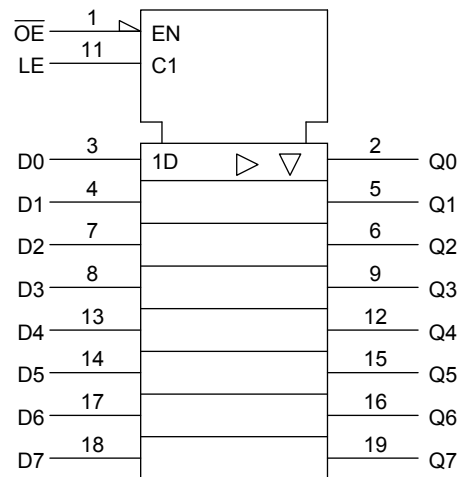 O̅E̅ 1 EN
LE 11 C1
D0 3 1D 2 Q0
D1 4 5 Q1
D2 7 6 Q2
D3 8 9 Q3
D4 13 12 Q4
D5 14 15 Q5
D6 17 16 Q6
D7 18 19 Q7